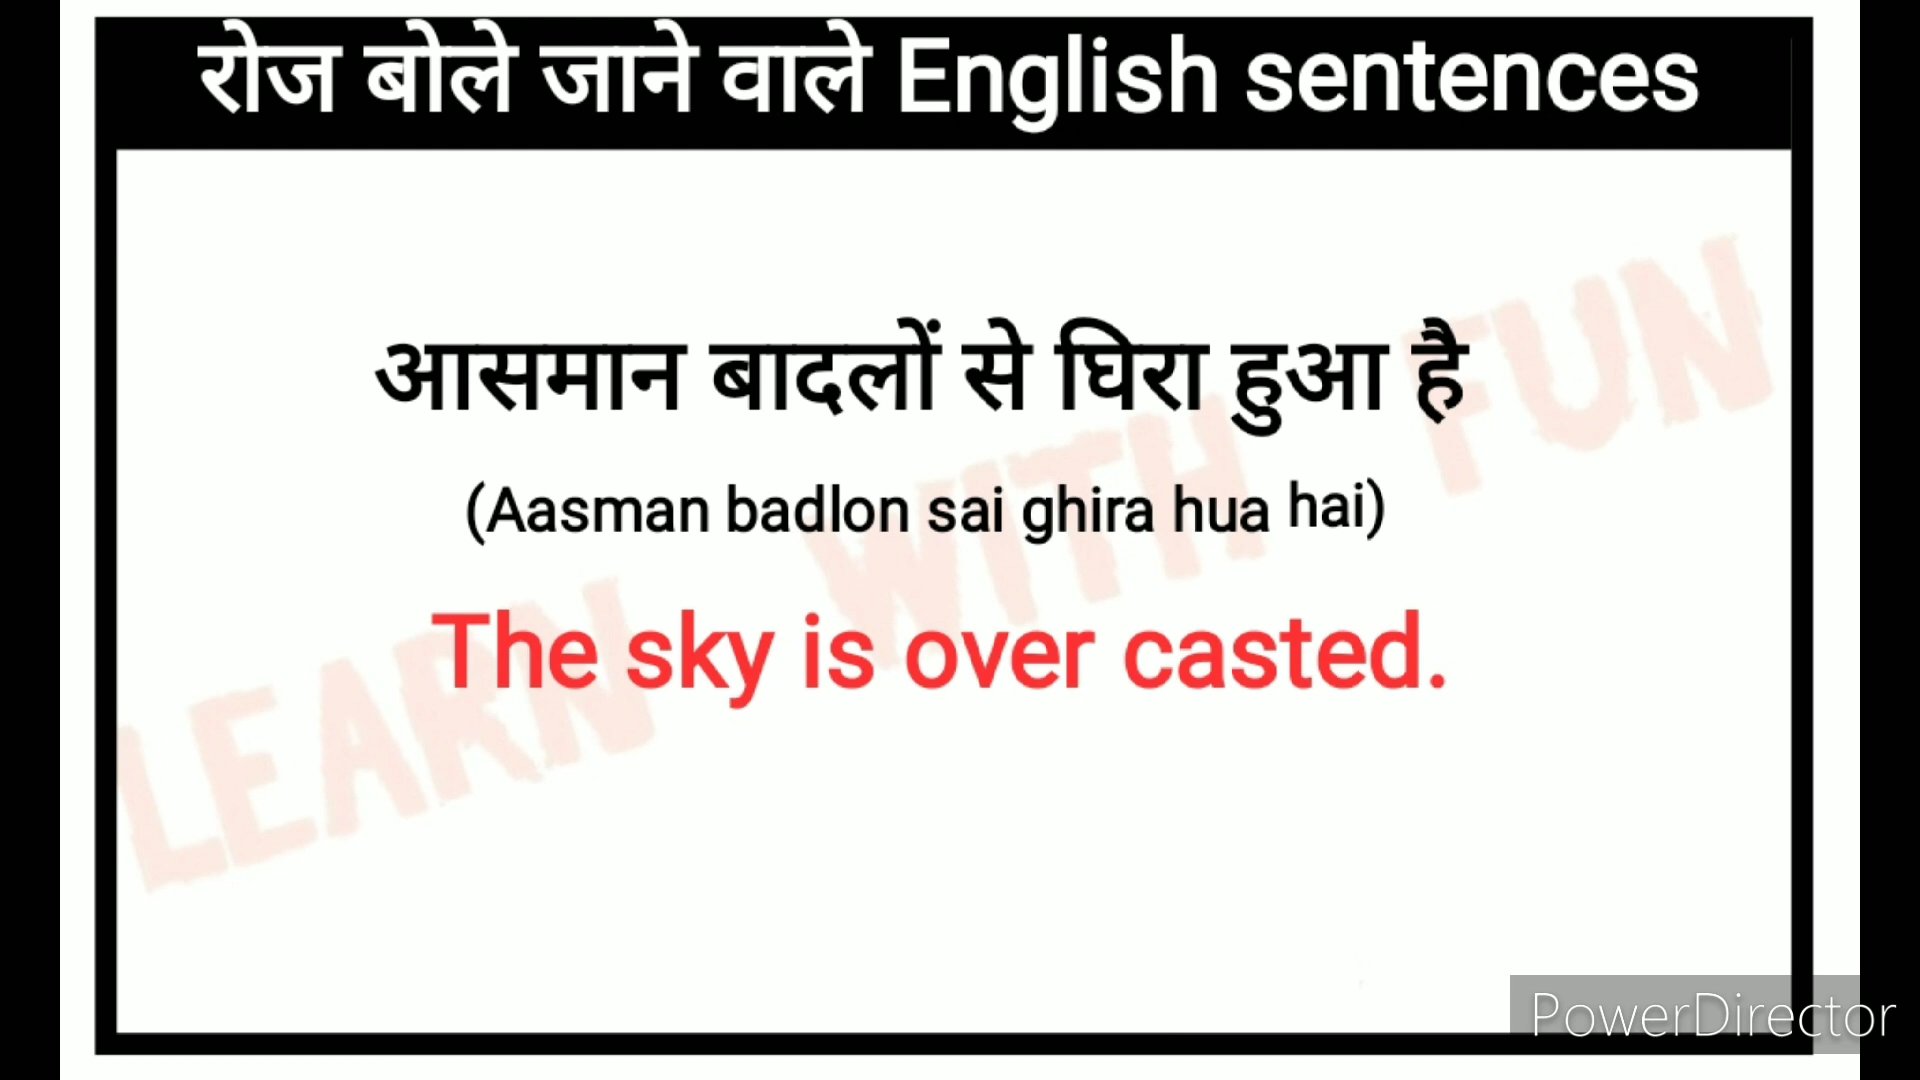 रोज बोले जाने वाले English sentences
आसमान बादलों से घिरा हुआ है
(Aasman badlon sai ghira hua hai)
The sky is over casted.
LEARN WITH FUN
PowerDirector